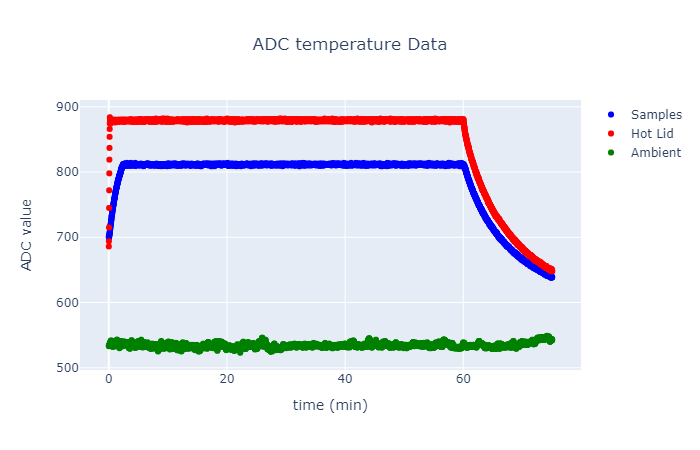 ADC temperature Data
900
800
700
600
500
0
20
40
60
time (min)
ADC value
Samples
Hot Lid
Ambient